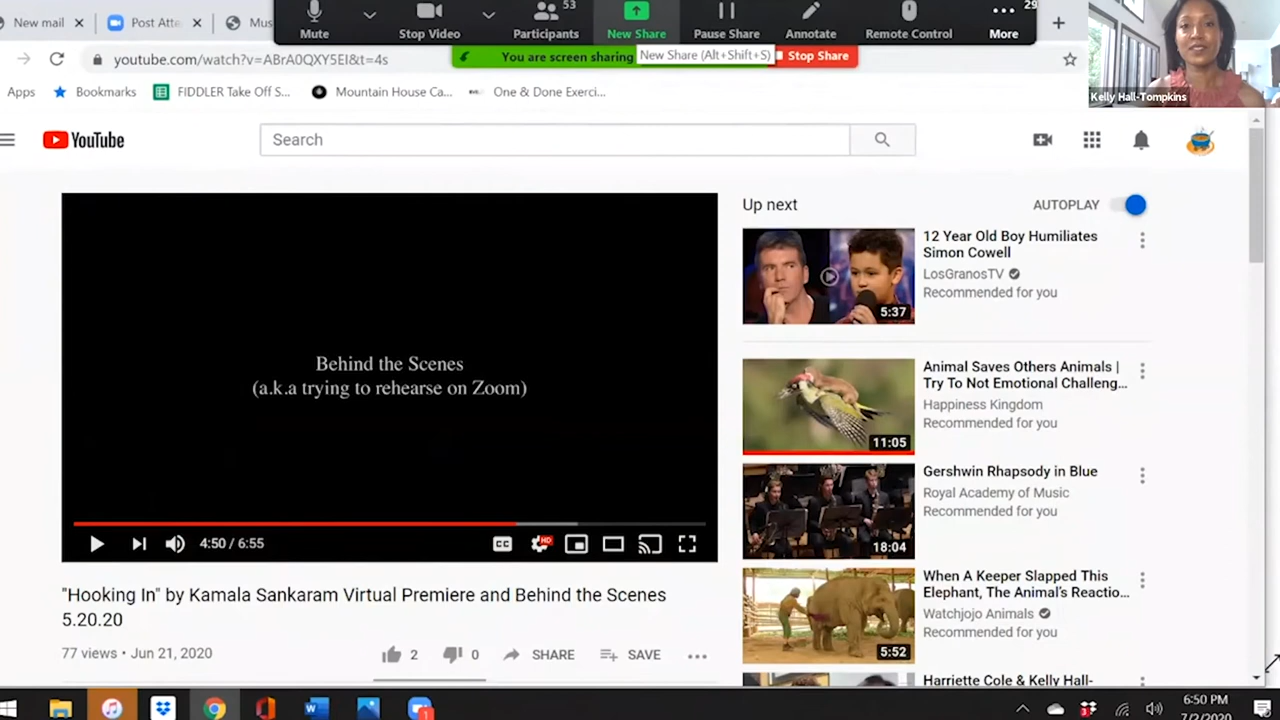 New mail
Post Atte
Mus
53
29
Mute
Stop Video
Participants
New Share
Pause Share
Annotate
Remote Control
More
youtube.com/watch?v=ABrA0QXY5EI&t=4s
You are screen sharing
New Share (Alt+Shift+S)
Stop Share
Kelly Hall-Tompkins
Apps
Bookmarks
FIDDLER Take Off S...
Mountain House Ca...
One & Done Exerci...
YouTube
Search
Behind the Scenes
(a.k.a trying to rehearse on Zoom)
4:50 / 6:55
CC
HD
"Hooking In" by Kamala Sankaram Virtual Premiere and Behind the Scenes
5.20.20
77 views • Jun 21, 2020
2
0
SHARE
SAVE
Up next
AUTOPLAY
12 Year Old Boy Humiliates
Simon Cowell
LosGranosTV
Recommended for you
5:37
Animal Saves Others Animals |
Try To Not Emotional Challeng...
Happiness Kingdom
Recommended for you
11:05
Gershwin Rhapsody in Blue
Royal Academy of Music
Recommended for you
18:04
When A Keeper Slapped This
Elephant, The Animal's Reactio...
Watchjojo Animals
Recommended for you
5:52
Harriette Cole & Kelly Hall-
6:50 PM
7/2/2020